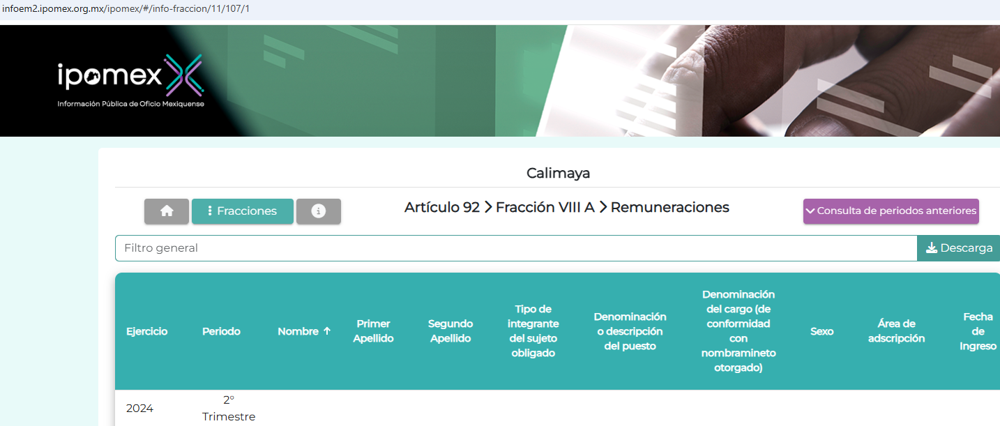 infoem2.ipomex.org.mx/ipomex/#/info-fraccion/11/107/1
ipomex
Información Pública de Oficio Mexiquense
Calimaya
Fracciones
Artículo 92 > Fracción VIII A > Remuneraciones
Consulta de periodos anteriores
Filtro general
Descarga
Ejercicio
Periodo
Nombre ↑
Primer
Apellido
Segundo
Apellido
Tipo de
integrante
del sujeto
obligado
Denominación
o descripción
del puesto
Denominación
del cargo (de
conformidad
con
nombramineto
otorgado)
Sexo
Área de
adscripción
Fecha
de
Ingreso
2024
2°
Trimestre